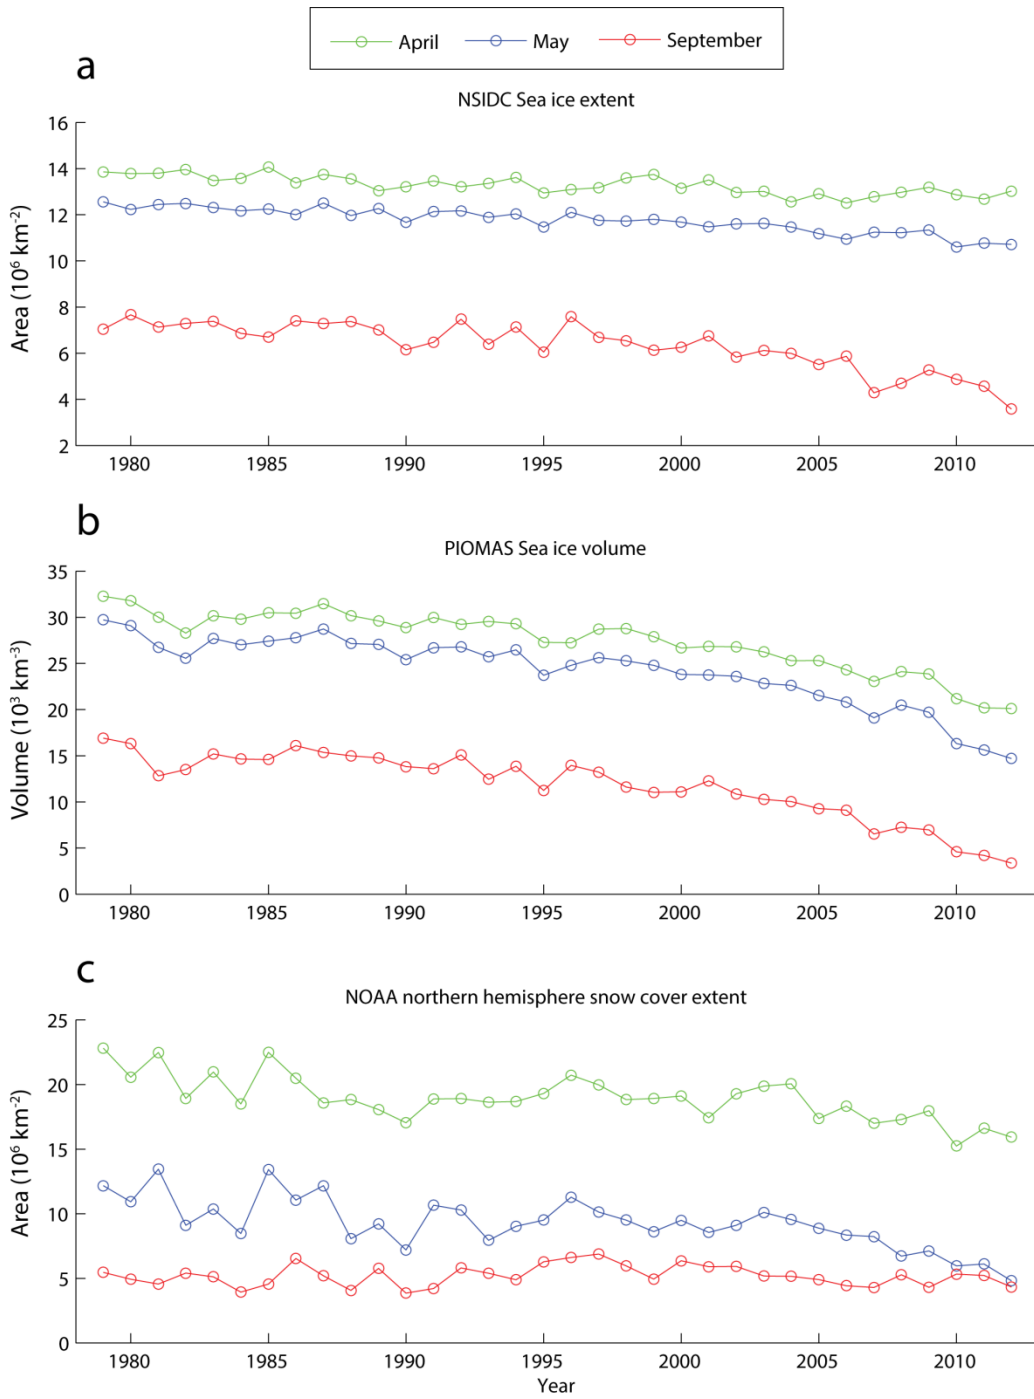 April May September
a
NSIDC Sea ice extent
16
14
12
10
8
6
4
2
Area (10⁶ km⁻²)
1980 1985 1990 1995 2000 2005 2010
b
PIOMAS Sea ice volume
35
30
25
20
15
10
5
0
Volume (10³ km⁻³)
1980 1985 1990 1995 2000 2005 2010
c
NOAA northern hemisphere snow cover extent
25
20
15
10
5
0
Area (10⁶ km⁻²)
1980 1985 1990 1995 2000 2005 2010
Year